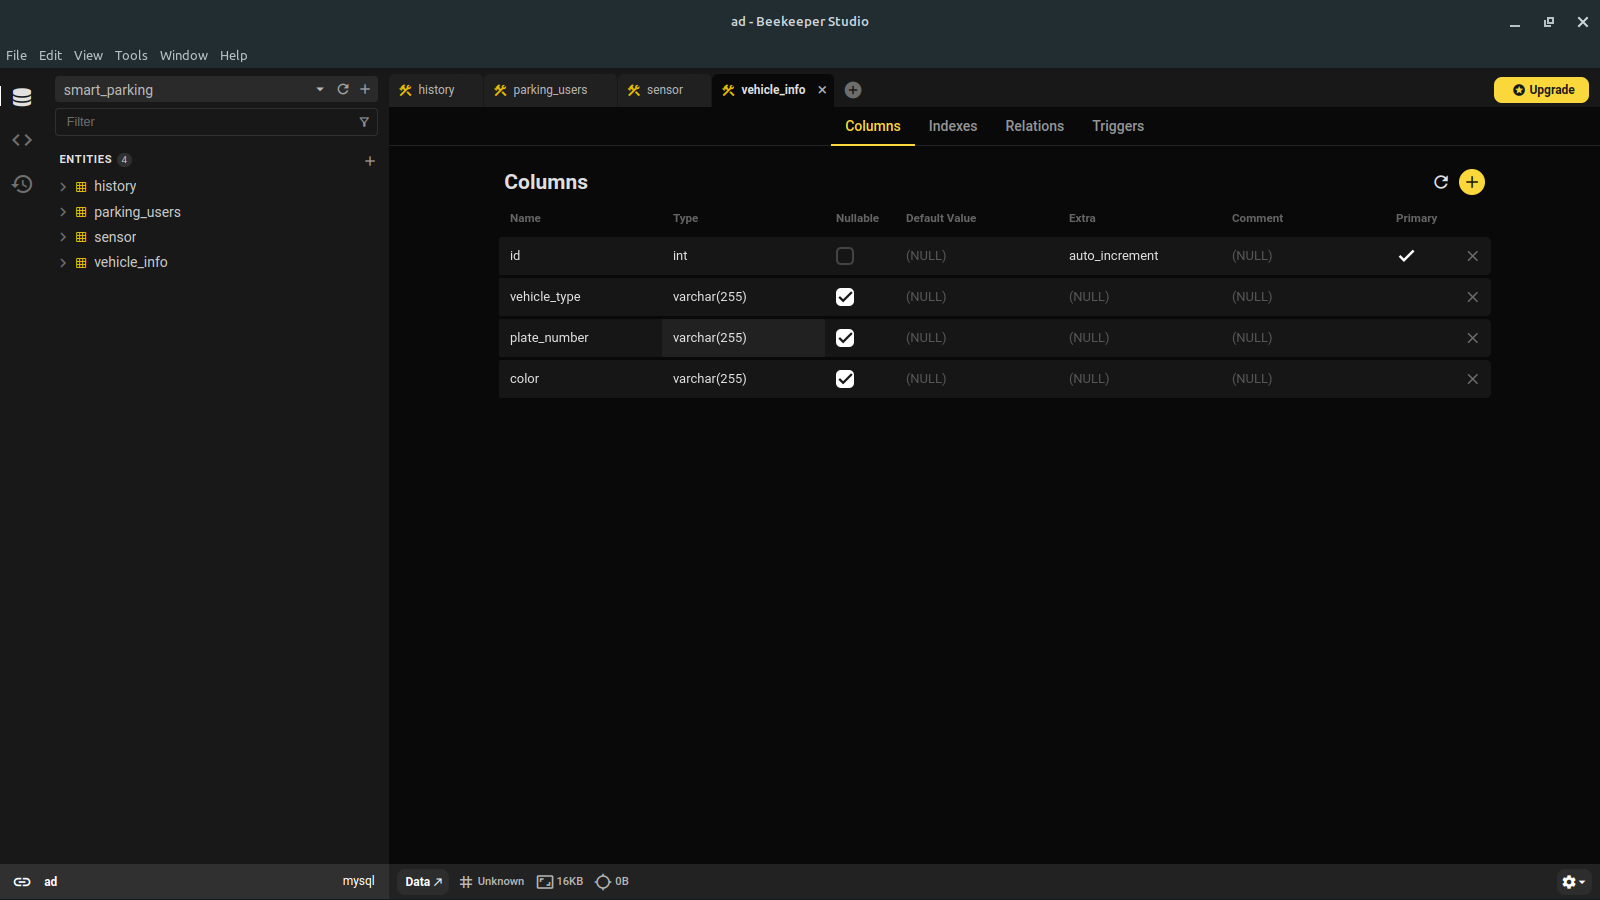 ad - Beekeeper Studio
File Edit View Tools Window Help
smart_parking
Filter
ENTITIES 4
history
parking_users
sensor
vehicle_info
history parking_users sensor vehicle_info
Upgrade
Columns Indexes Relations Triggers
Columns
Name Type Nullable Default Value Extra Comment Primary
id int (NULL) auto_increment (NULL)
vehicle_type varchar(255) (NULL) (NULL) (NULL)
plate_number varchar(255) (NULL) (NULL) (NULL)
color varchar(255) (NULL) (NULL) (NULL)
ad mysql
Data Unknown 16KB 0B